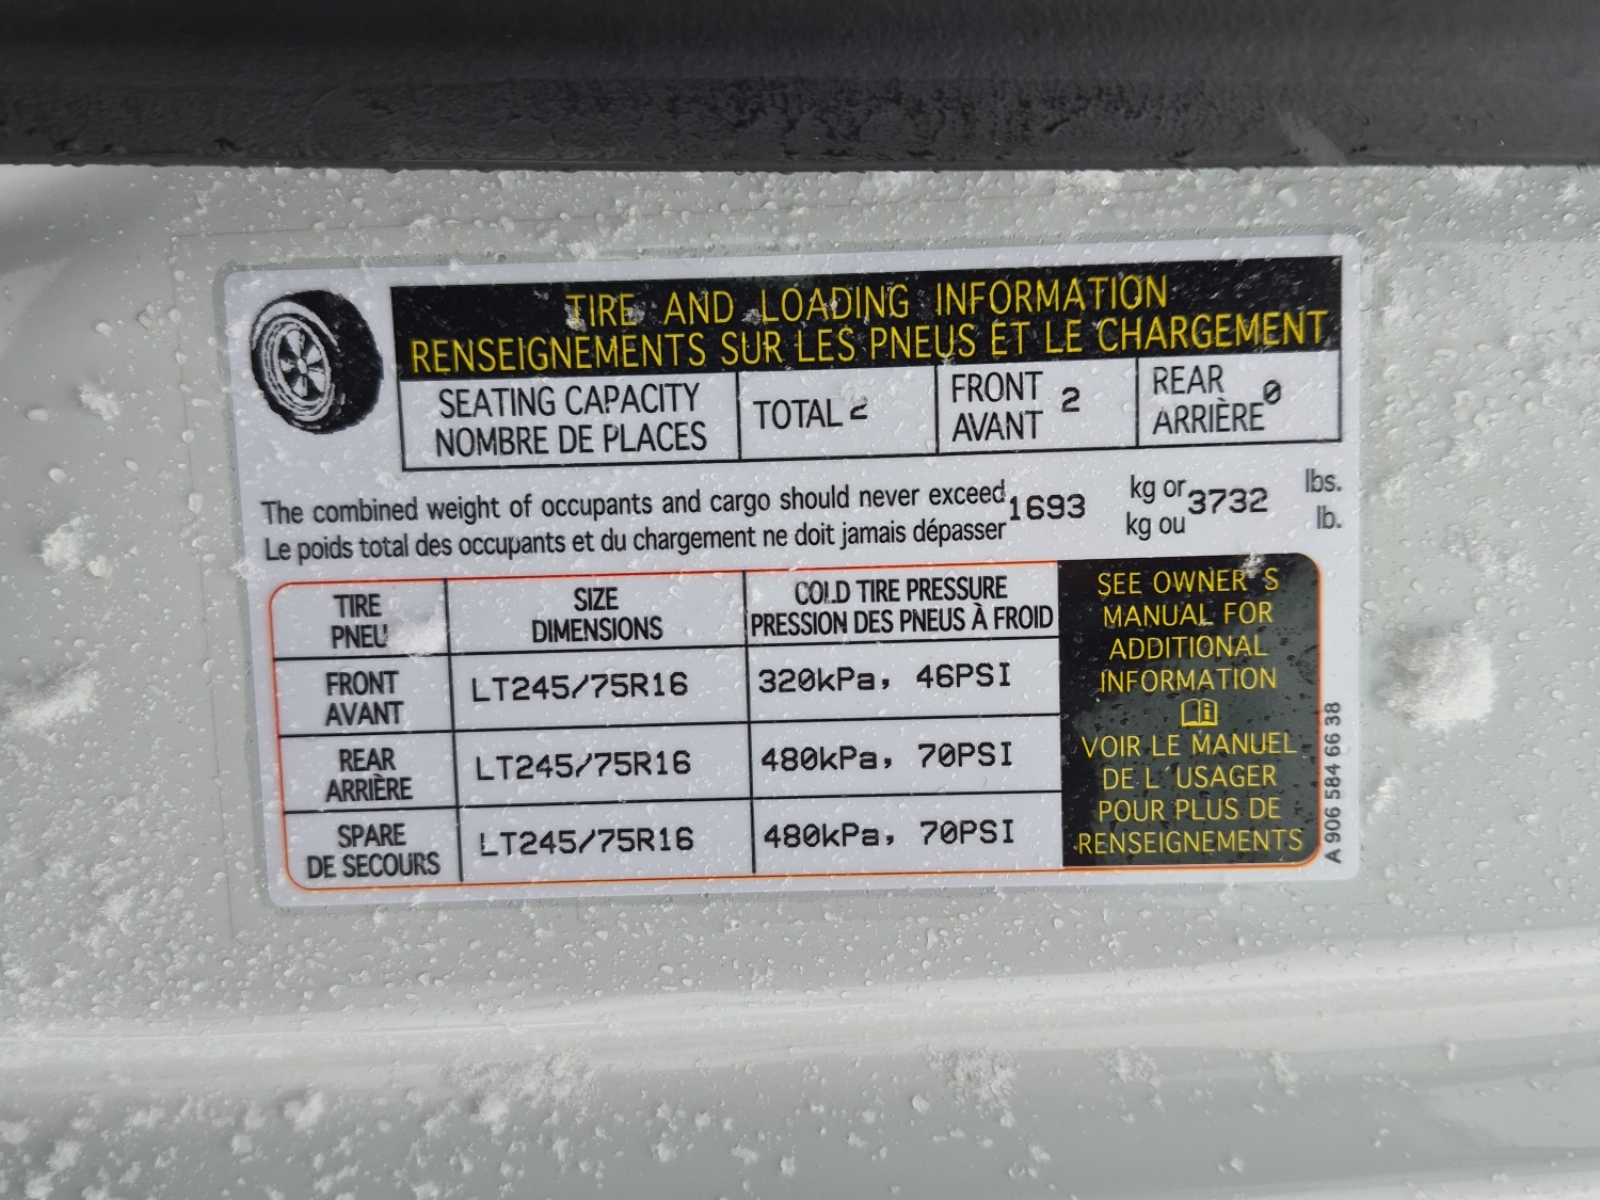 TIRE AND LOADING INFORMATION
RENSEIGNEMENTS SUR LES PNEUS ET LE CHARGEMENT
SEATING CAPACITY
NOMBRE DE PLACES
TOTAL 2
FRONT
AVANT 2
REAR
ARRIÈRE 0
The combined weight of occupants and cargo should never exceed 1693 kg or 3732 lbs.
Le poids total des occupants et du chargement ne doit jamais dépasser kg ou lb.
TIRE
PNEU
SIZE
DIMENSIONS
COLD TIRE PRESSURE
PRESSION DES PNEUS À FROID
FRONT
AVANT
LT245/75R16
320kPa, 46PSI
REAR
ARRIÈRE
LT245/75R16
480kPa, 70PSI
SPARE
DE SECOURS
LT245/75R16
480kPa, 70PSI
SEE OWNER'S
MANUAL FOR
ADDITIONAL
INFORMATION
VOIR LE MANUEL
DE L'USAGER
POUR PLUS DE
RENSEIGNEMENTS
A 906 584 66 38